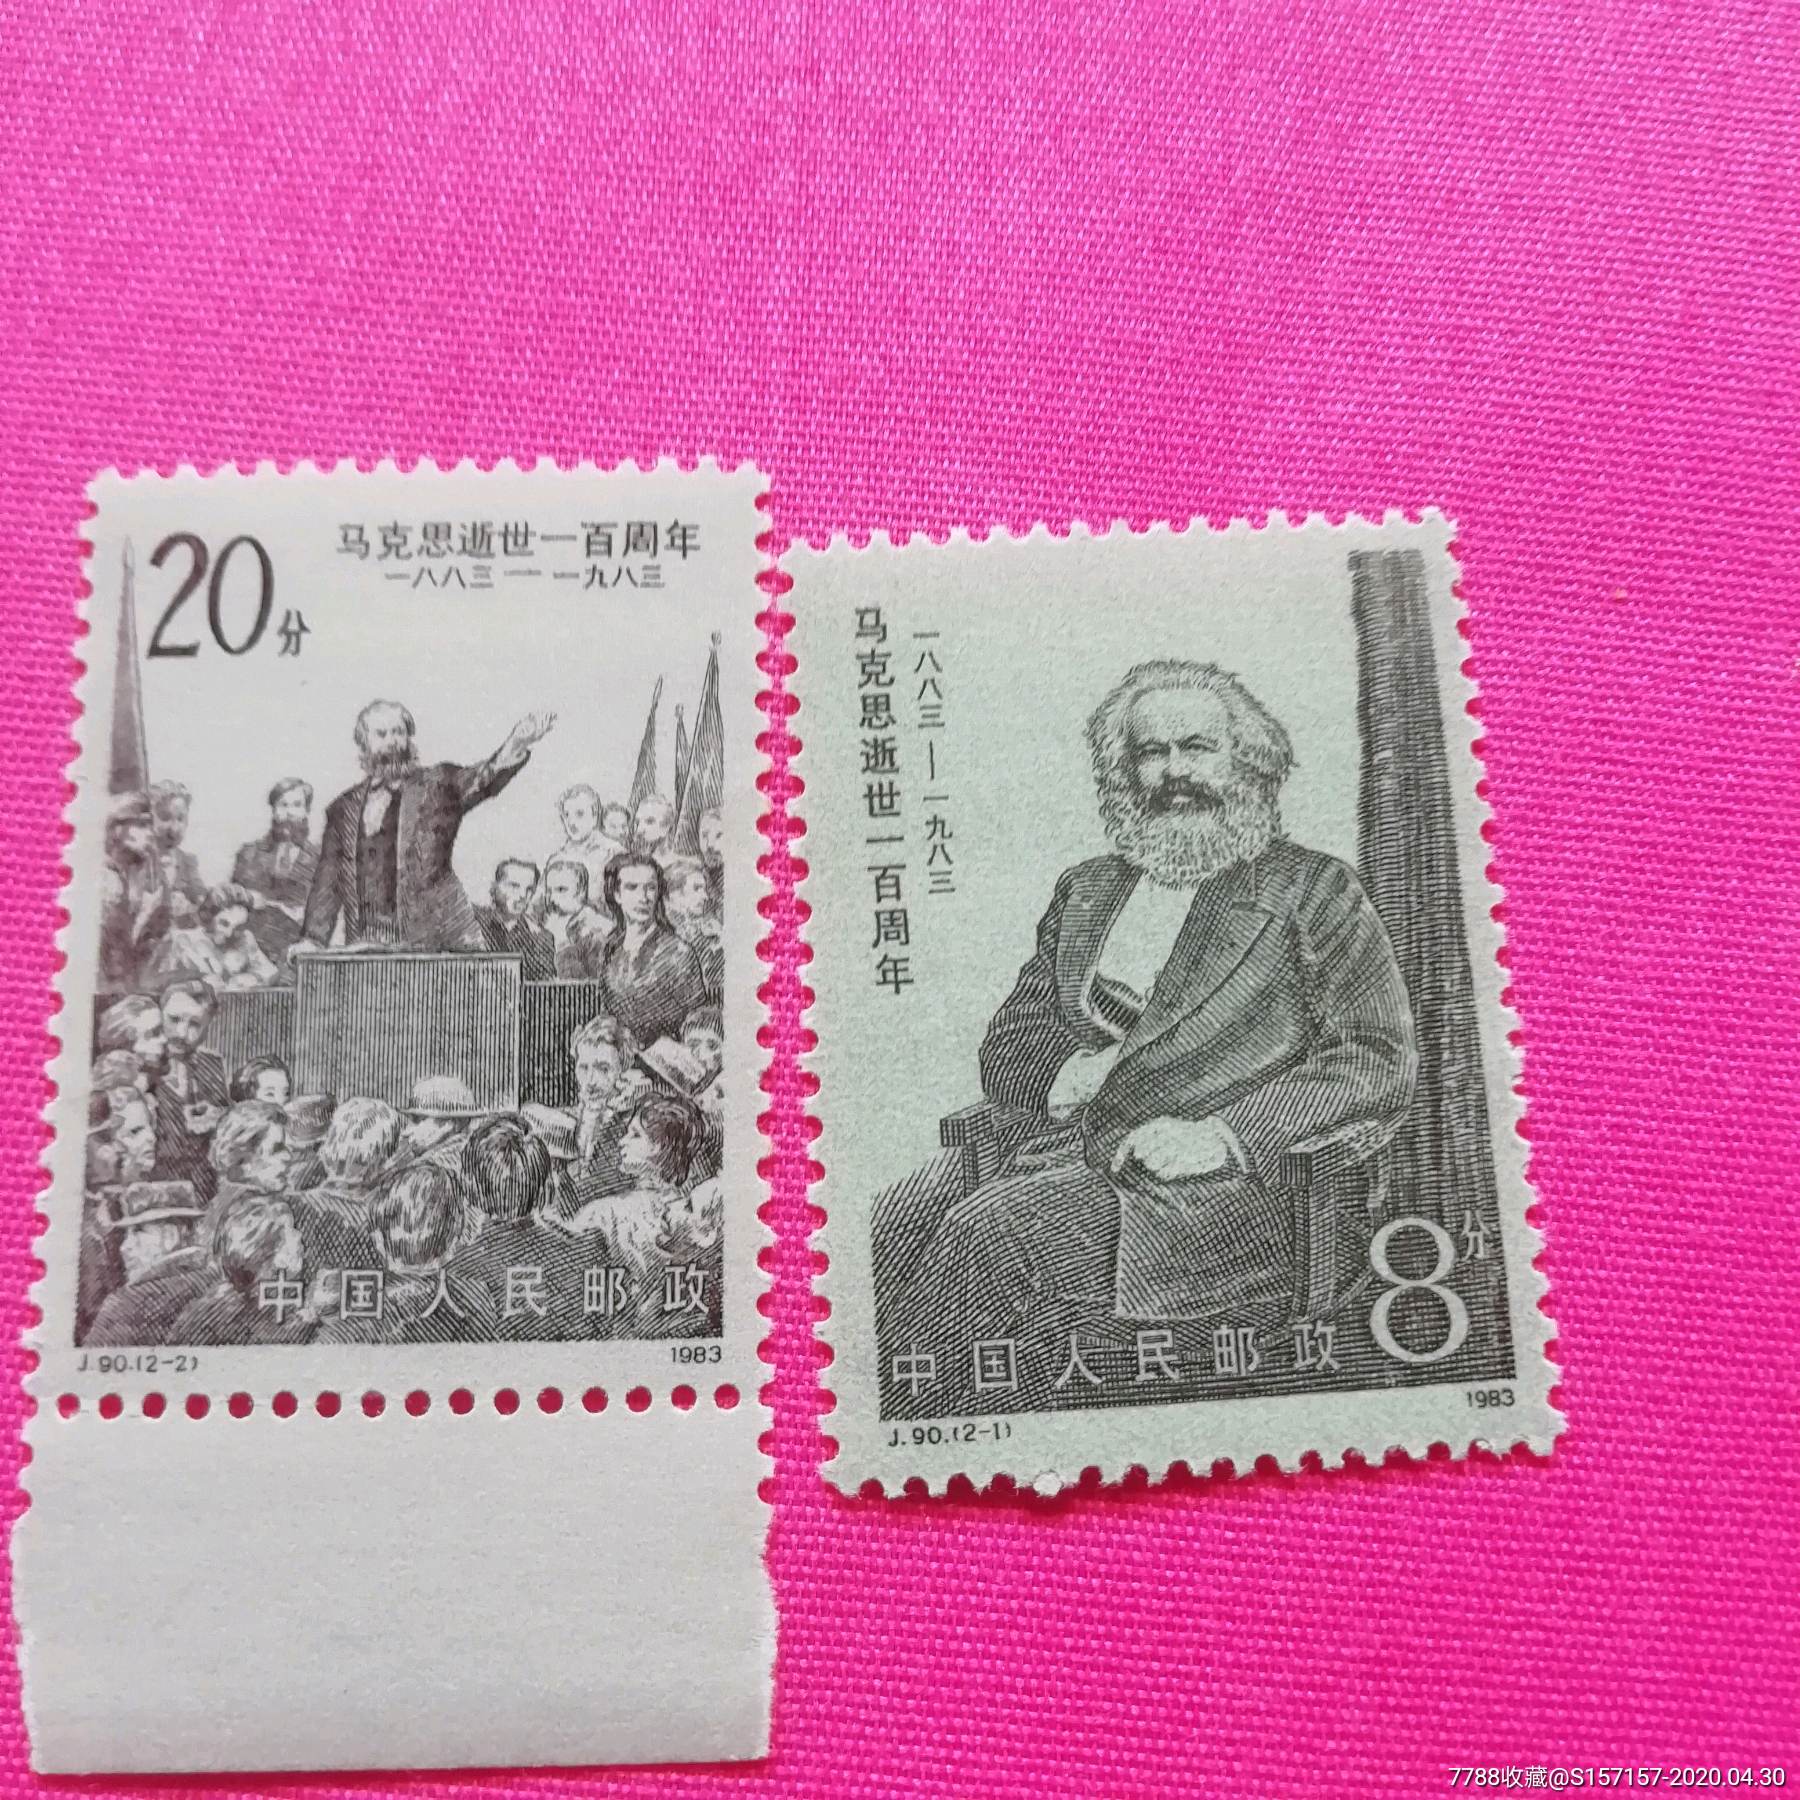 20分
马克思逝世一百周年
一八八三 — 一九八三
中国人民邮政
J.90.(2-2)
1983
马克思逝世一百周年
一八八三—一九八三
8分
中国人民邮政
J.90.(2-1)
1983
7788收藏@S157157-2020.04.30